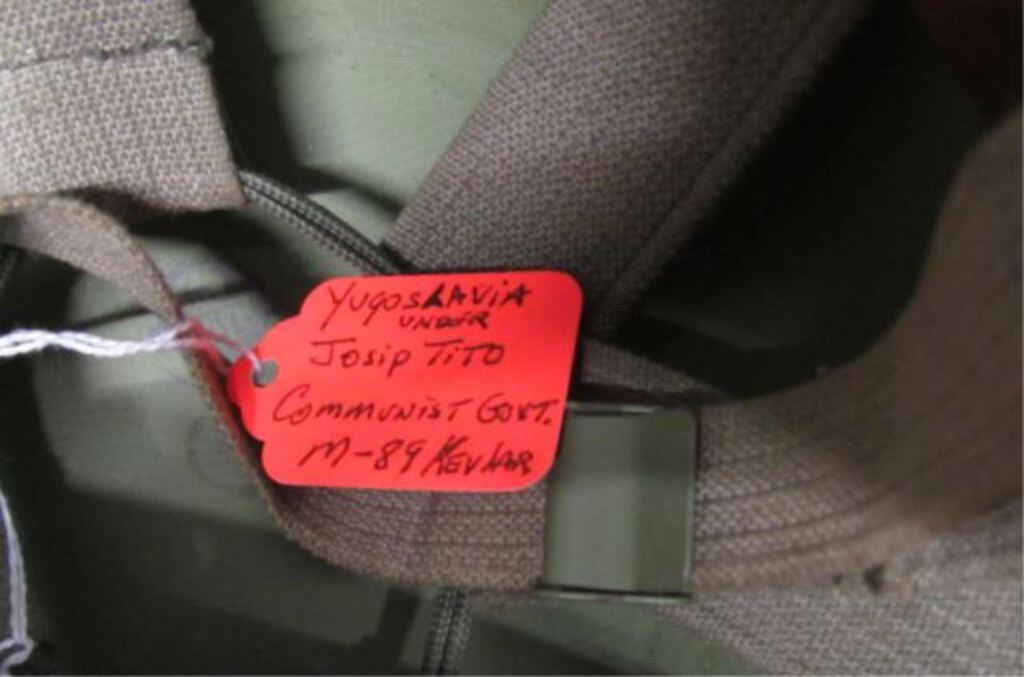 YUGOSLAVIA
UNDER
JOSIP TITO
COMMUNIST GOVT.
M-89 KEVLAR